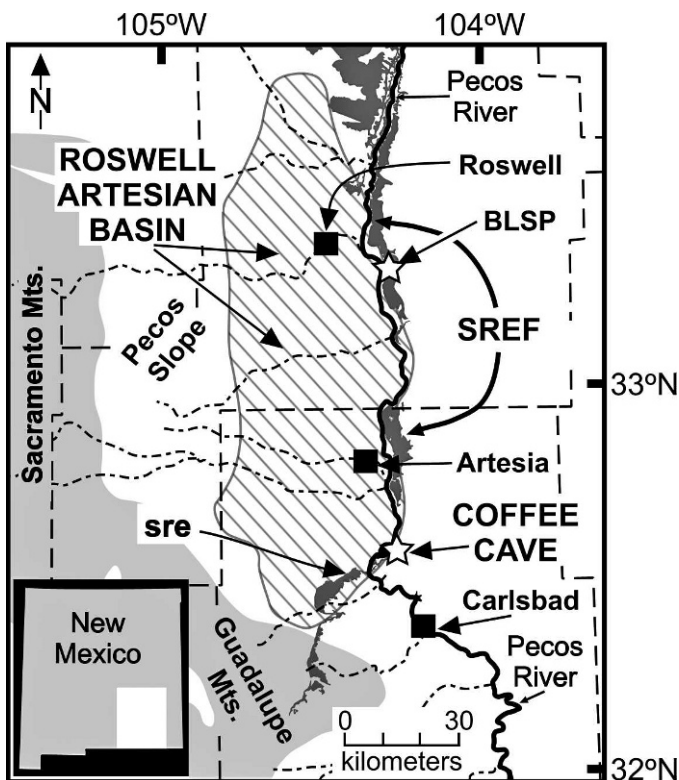 105ºW
104ºW
N
Pecos
River
ROSWELL
ARTESIAN
BASIN
Roswell
BLSP
Sacramento Mts.
Pecos
Slope
SREF
33ºN
Artesia
sre
COFFEE
CAVE
Carlsbad
New
Mexico
Guadalupe
Mts.
Pecos
River
0
30
kilometers
32ºN